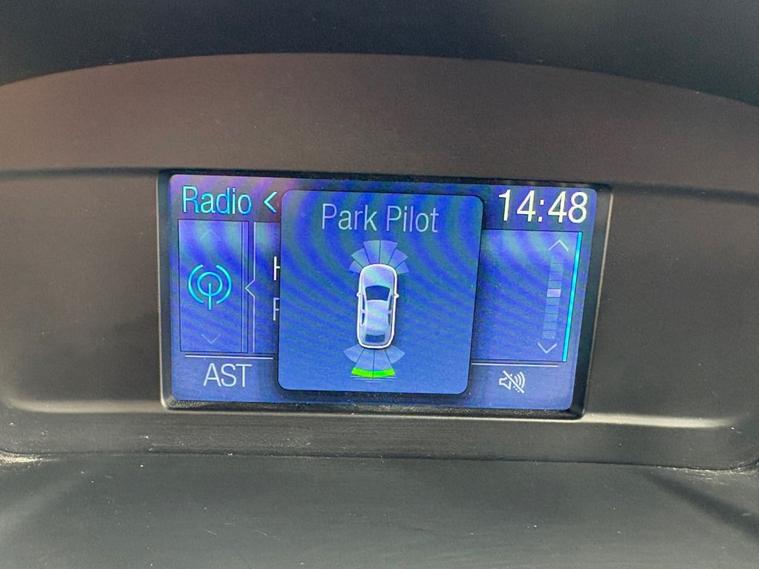 Radio <
14:48
Park Pilot
AST